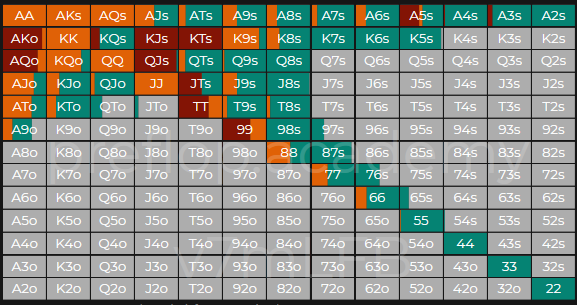 AA AKs AQs AJs ATs A9s A8s A7s A6s A5s A4s A3s A2s
AKo KK KQs KJs KTs K9s K8s K7s K6s K5s K4s K3s K2s
AQo KQo QQ QJs QTs Q9s Q8s Q7s Q6s Q5s Q4s Q3s Q2s
AJo KJo QJo JJ JTs J9s J8s J7s J6s J5s J4s J3s J2s
ATo KTo QTo JTo TT T9s T8s T7s T6s T5s T4s T3s T2s
A9o K9o Q9o J9o T9o 99 98s 97s 96s 95s 94s 93s 92s
A8o K8o Q8o J8o T8o 98o 88 87s 86s 85s 84s 83s 82s
preflop.academy
A7o K7o Q7o J7o T7o 97o 87o 77 76s 75s 74s 73s 72s
A6o K6o Q6o J6o T6o 96o 86o 76o 66 65s 64s 63s 62s
A5o K5o Q5o J5o T5o 95o 85o 75o 65o 55 54s 53s 52s
A4o K4o Q4o J4o T4o 94o 84o 74o 64o 54o 44 43s 42s
A3o K3o Q3o J3o T3o 93o 83o 73o 63o 53o 43o 33 32s
A2o K2o Q2o J2o T2o 92o 82o 72o 62o 52o 42o 32o 22